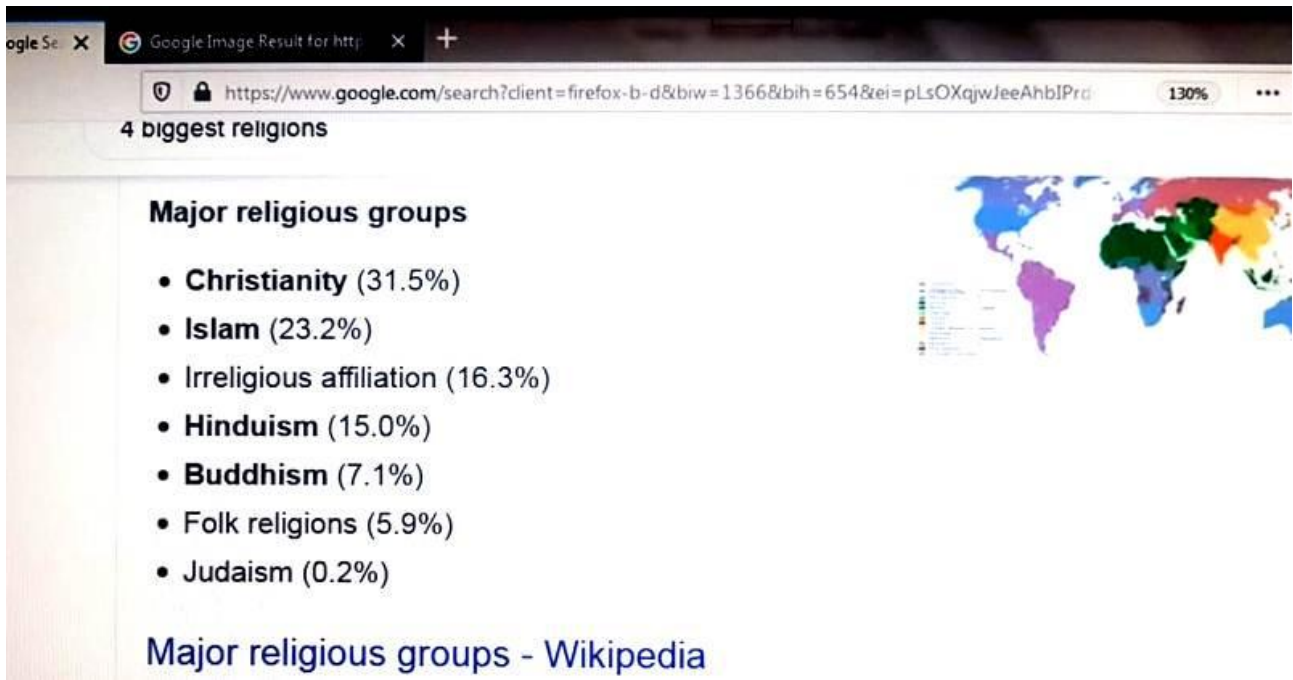 ogle Se
Google Image Result for http
https://www.google.com/search?client=firefox-b-d&biw=1366&bih=654&ei=pLsOXqjwJeeAhbIPrd
130%
4 biggest religions
Major religious groups
• Christianity (31.5%)
• Islam (23.2%)
• Irreligious affiliation (16.3%)
• Hinduism (15.0%)
• Buddhism (7.1%)
• Folk religions (5.9%)
• Judaism (0.2%)
Major religious groups - Wikipedia